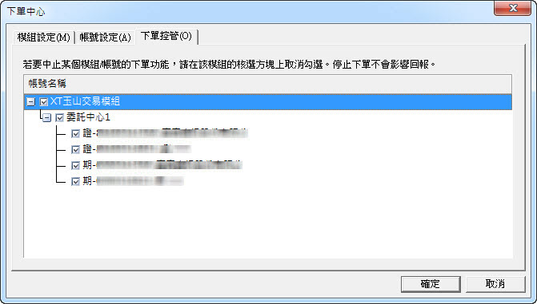 下單中心
模組設定(M) 帳號設定(A) 下單控管(O)
若要中止某個模組/帳號的下單功能，請在該模組的核選方塊上取消勾選。停止下單不會影響回報。
帳號名稱
XT玉山交易模組
委託中心1
證-
證-
期-
期-
確定 取消